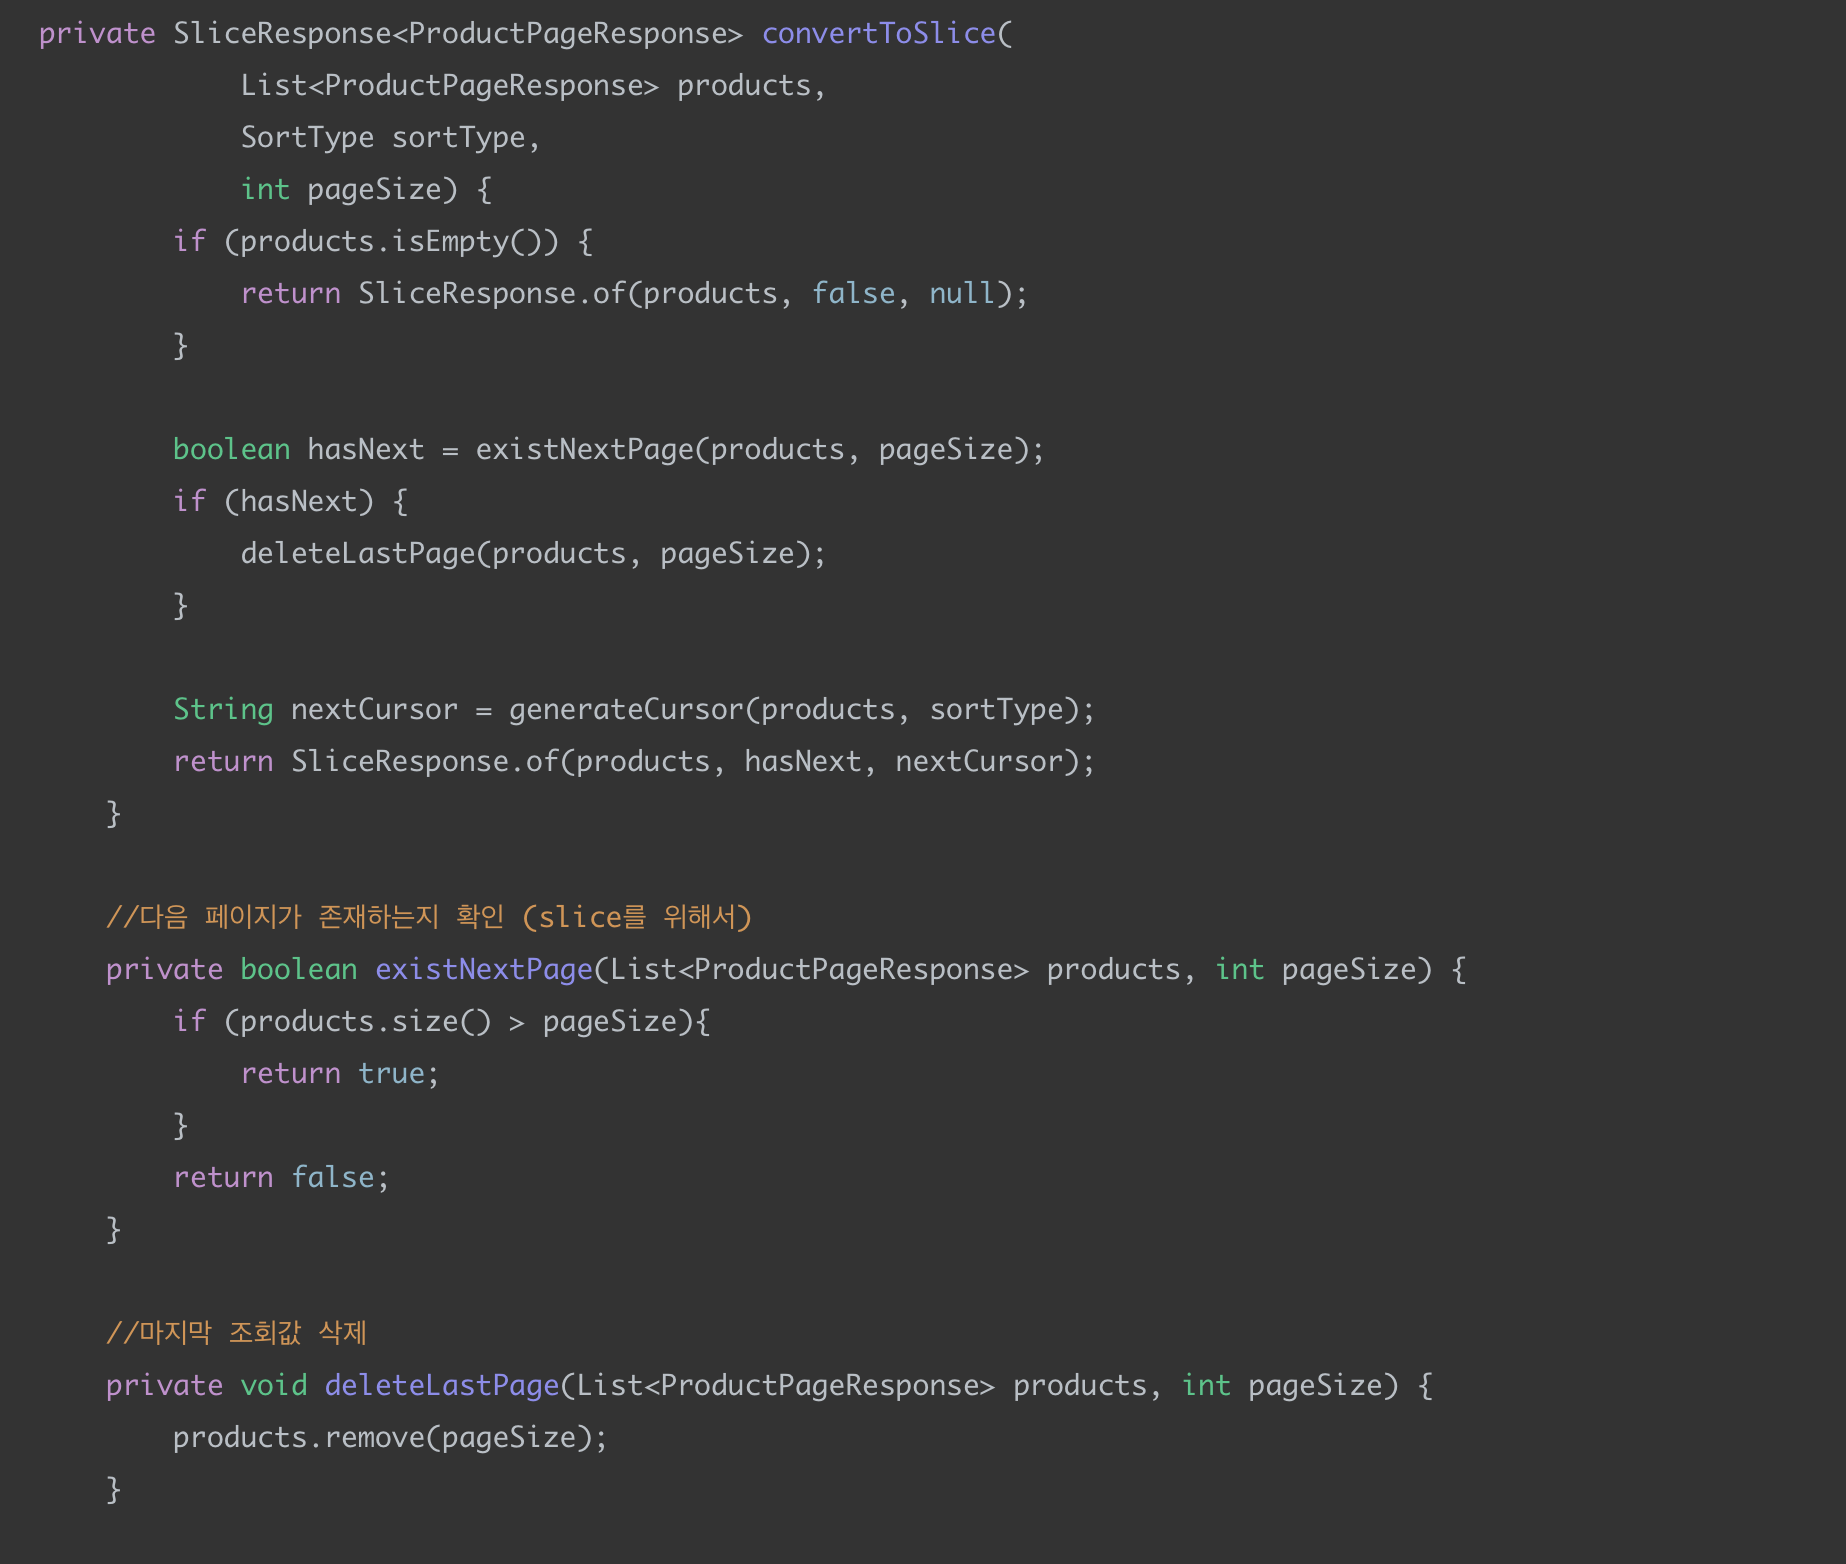 private SliceResponse<ProductPageResponse> convertToSlice(
            List<ProductPageResponse> products,
            SortType sortType,
            int pageSize) {
        if (products.isEmpty()) {
            return SliceResponse.of(products, false, null);
        }

        boolean hasNext = existNextPage(products, pageSize);
        if (hasNext) {
            deleteLastPage(products, pageSize);
        }

        String nextCursor = generateCursor(products, sortType);
        return SliceResponse.of(products, hasNext, nextCursor);
    }

    //다음 페이지가 존재하는지 확인 (slice를 위해서)
    private boolean existNextPage(List<ProductPageResponse> products, int pageSize) {
        if (products.size() > pageSize){
            return true;
        }
        return false;
    }

    //마지막 조회값 삭제
    private void deleteLastPage(List<ProductPageResponse> products, int pageSize) {
        products.remove(pageSize);
    }